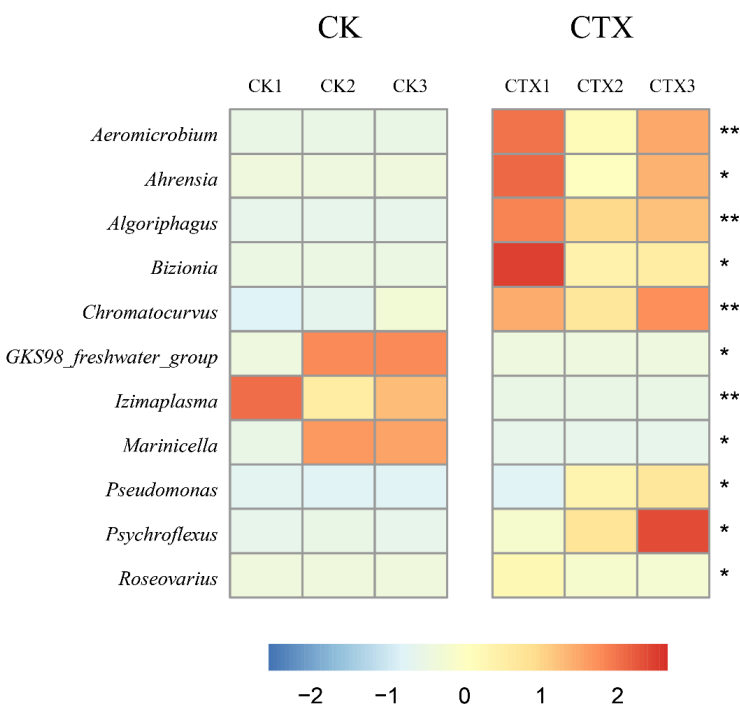 CK CTX
CK1 CK2 CK3 CTX1 CTX2 CTX3
Aeromicrobium **
Ahrensia *
Algoriphagus **
Bizionia *
Chromatocurvus **
GKS98_freshwater_group *
Izimaplasma **
Marinicella *
Pseudomonas *
Psychroflexus *
Roseovarius *
−2 −1 0 1 2